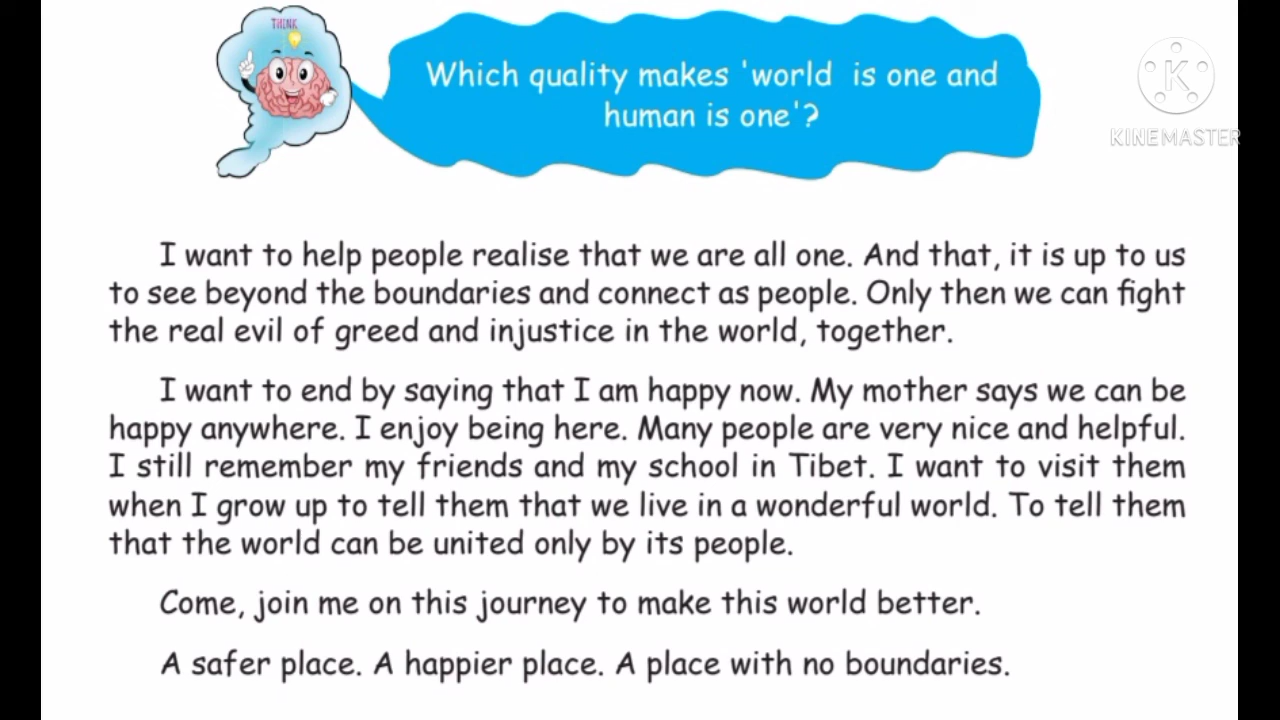 THINK
Which quality makes 'world is one and
human is one'?
K
KINEMASTER
I want to help people realise that we are all one. And that, it is up to us
to see beyond the boundaries and connect as people. Only then we can fight
the real evil of greed and injustice in the world, together.
I want to end by saying that I am happy now. My mother says we can be
happy anywhere. I enjoy being here. Many people are very nice and helpful.
I still remember my friends and my school in Tibet. I want to visit them
when I grow up to tell them that we live in a wonderful world. To tell them
that the world can be united only by its people.
Come, join me on this journey to make this world better.
A safer place. A happier place. A place with no boundaries.